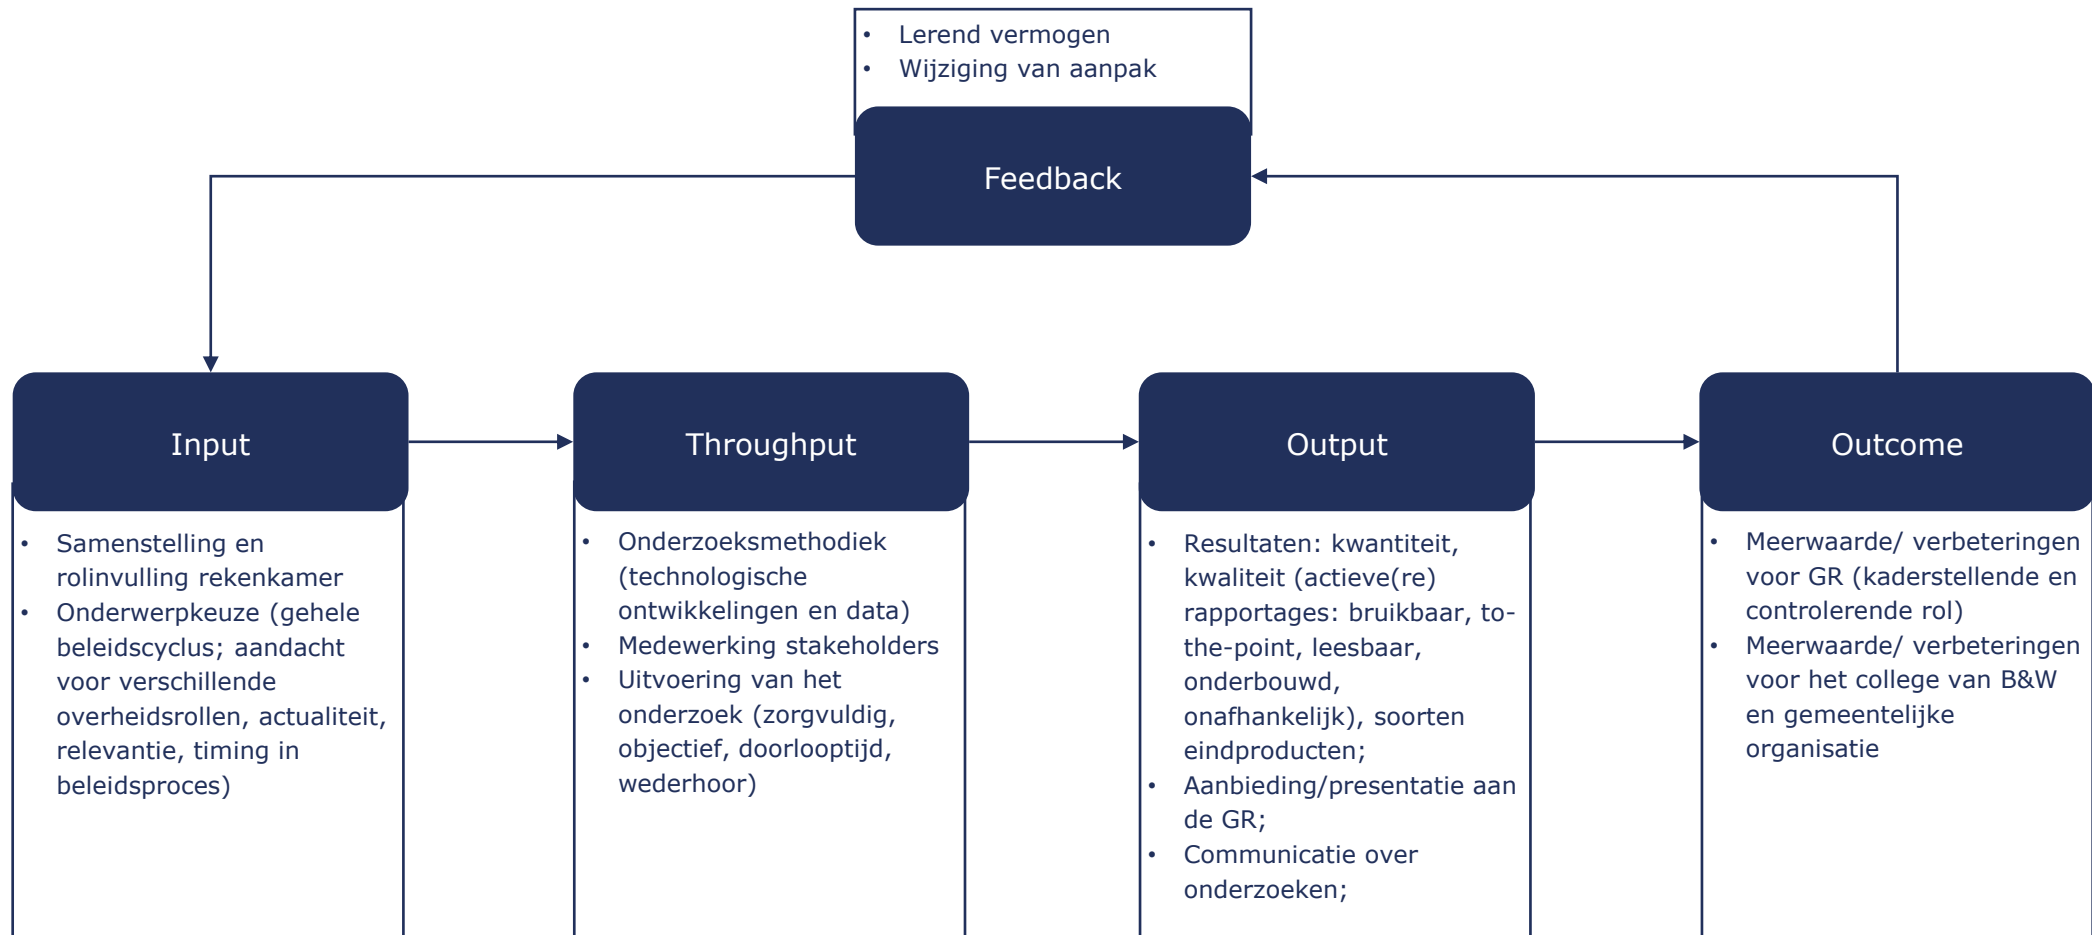 • Lerend vermogen
• Wijziging van aanpak
Feedback
Input
• Samenstelling en
rolinvulling rekenkamer
• Onderwerpkeuze (gehele
beleidscyclus; aandacht
voor verschillende
overheidsrollen, actualiteit,
relevantie, timing in
beleidsproces)
Throughput
• Onderzoeksmethodiek
(technologische
ontwikkelingen en data)
• Medewerking stakeholders
• Uitvoering van het
onderzoek (zorgvuldig,
objectief, doorlooptijd,
wederhoor)
Output
• Resultaten: kwantiteit,
kwaliteit (actieve(re)
rapportages: bruikbaar, to-
the-point, leesbaar,
onderbouwd,
onafhankelijk), soorten
eindproducten;
• Aanbieding/presentatie aan
de GR;
• Communicatie over
onderzoeken;
Outcome
• Meerwaarde/ verbeteringen
voor GR (kaderstellende en
controlerende rol)
• Meerwaarde/ verbeteringen
voor het college van B&W
en gemeentelijke
organisatie